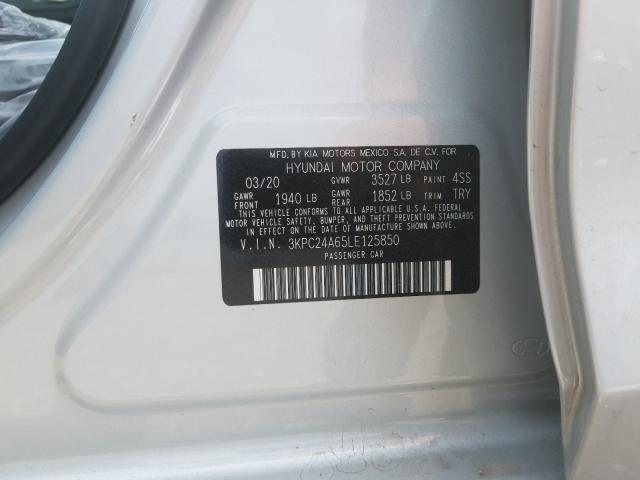 MFD. BY KIA MOTORS MEXICO S.A. DE C.V. FOR
HYUNDAI MOTOR COMPANY
03/20 GVWR 3527 LB PAINT 4SS
GAWR FRONT 1940 LB GAWR REAR 1852 LB TRIM TRY
THIS VEHICLE CONFORMS TO ALL APPLICABLE U.S.A. FEDERAL
MOTOR VEHICLE SAFETY, BUMPER, AND THEFT PREVENTION STANDARDS
IN EFFECT ON THE DATE OF MANUFACTURE SHOWN ABOVE.
V.I.N. 3KPC24A65LE125850
PASSENGER CAR